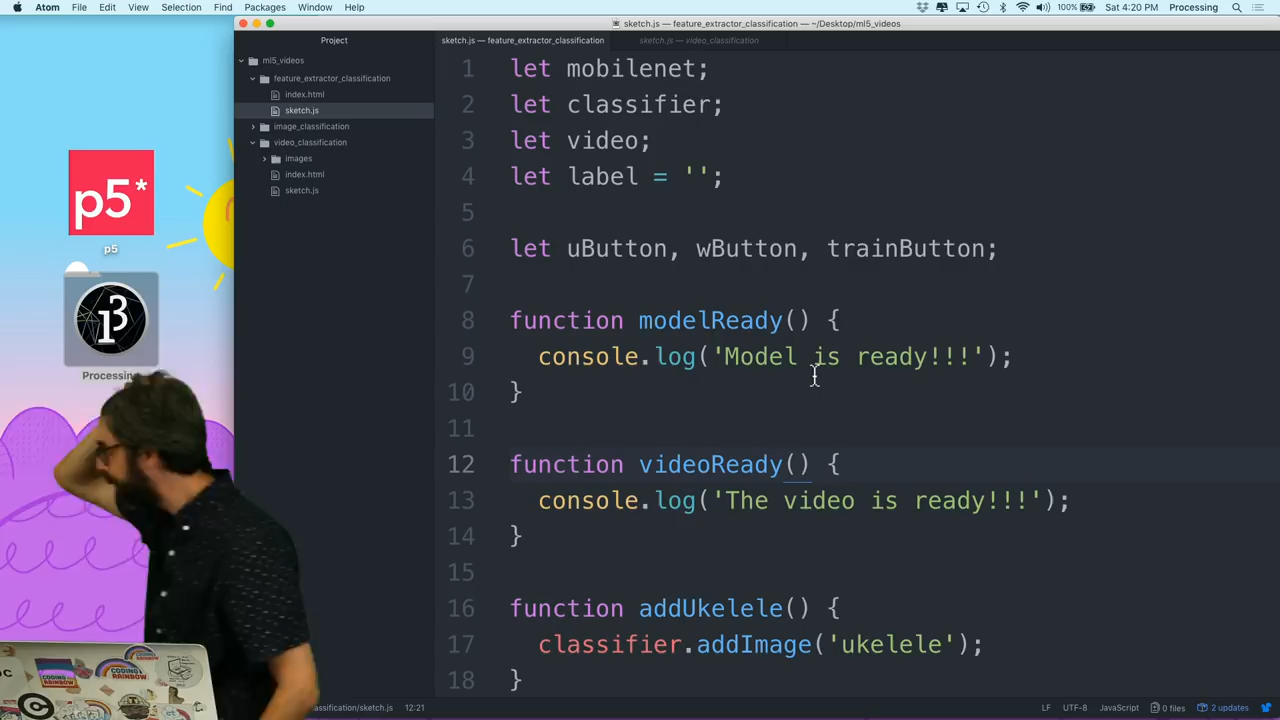 Atom File Edit View Selection Find Packages Window Help
100% Sat 4:20 PM Processing
sketch.js — feature_extractor_classification — ~/Desktop/ml5_videos
Project
sketch.js — feature_extractor_classification
sketch.js — video_classification
ml5_videos
feature_extractor_classification
index.html
sketch.js
image_classification
video_classification
images
index.html
sketch.js
p5*
p5
Processing
1 let mobilenet;
2 let classifier;
3 let video;
4 let label = '';
5
6 let uButton, wButton, trainButton;
7
8 function modelReady() {
9 console.log('Model is ready!!!');
10 }
11
12 function videoReady() {
13 console.log('The video is ready!!!');
14 }
15
16 function addUkelele() {
17 classifier.addImage('ukelele');
18 }
CODING
RAINBOW
lassification/sketch.js 12:21
LF UTF-8 JavaScript 0 files 2 updates